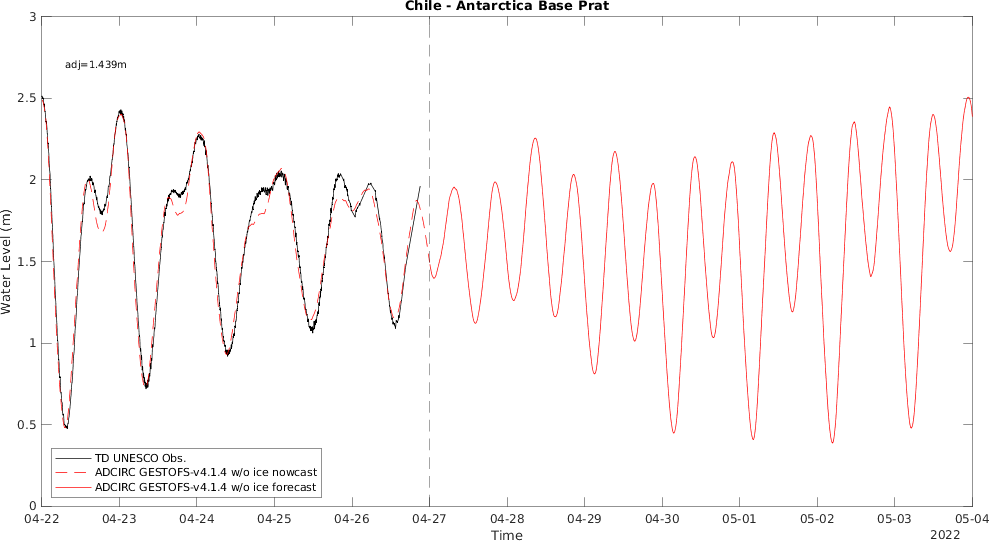 Chile - Antarctica Base Prat
adj=1.439m
3
2.5
2
1.5
1
0.5
0
Water Level (m)
TD UNESCO Obs.
ADCIRC GESTOFS-v4.1.4 w/o ice nowcast
ADCIRC GESTOFS-v4.1.4 w/o ice forecast
04-22 04-23 04-24 04-25 04-26 04-27 04-28 04-29 04-30 05-01 05-02 05-03 05-04
Time
2022